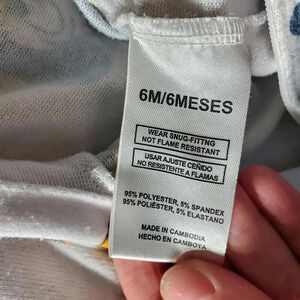 6M/6MESES
WEAR SNUG-FITTNG
NOT FLAME RESISTANT
USAR AJUSTE CEÑIDO
NO RESISTENTE A FLAMAS
95% POLYESTER, 5% SPANDEX
95% POLIÉSTER, 5% ELASTANO
MADE IN CAMBODIA
HECHO EN CAMBOYA